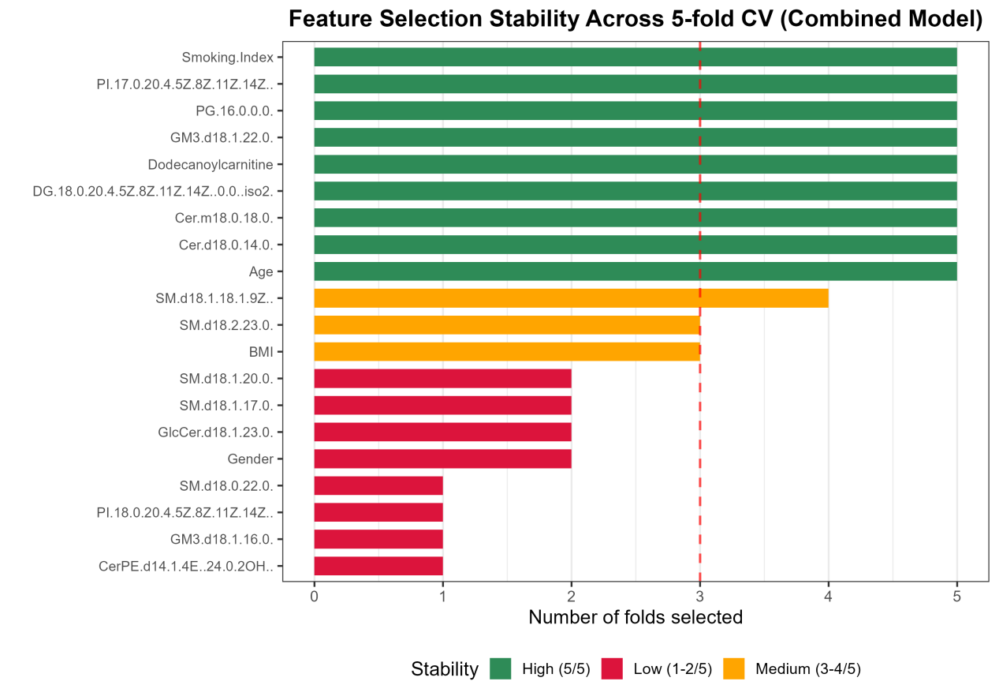 Feature Selection Stability Across 5-fold CV (Combined Model)
Smoking.Index
PI.17.0.20.4.5Z.8Z.11Z.14Z..
PG.16.0.0.0.
GM3.d18.1.22.0.
Dodecanoylcarnitine
DG.18.0.20.4.5Z.8Z.11Z.14Z..0.0..iso2.
Cer.m18.0.18.0.
Cer.d18.0.14.0.
Age
SM.d18.1.18.1.9Z..
SM.d18.2.23.0.
BMI
SM.d18.1.20.0.
SM.d18.1.17.0.
GlcCer.d18.1.23.0.
Gender
SM.d18.0.22.0.
PI.18.0.20.4.5Z.8Z.11Z.14Z..
GM3.d18.1.16.0.
CerPE.d14.1.4E..24.0.2OH..
0 1 2 3 4 5
Number of folds selected
Stability High (5/5) Low (1-2/5) Medium (3-4/5)